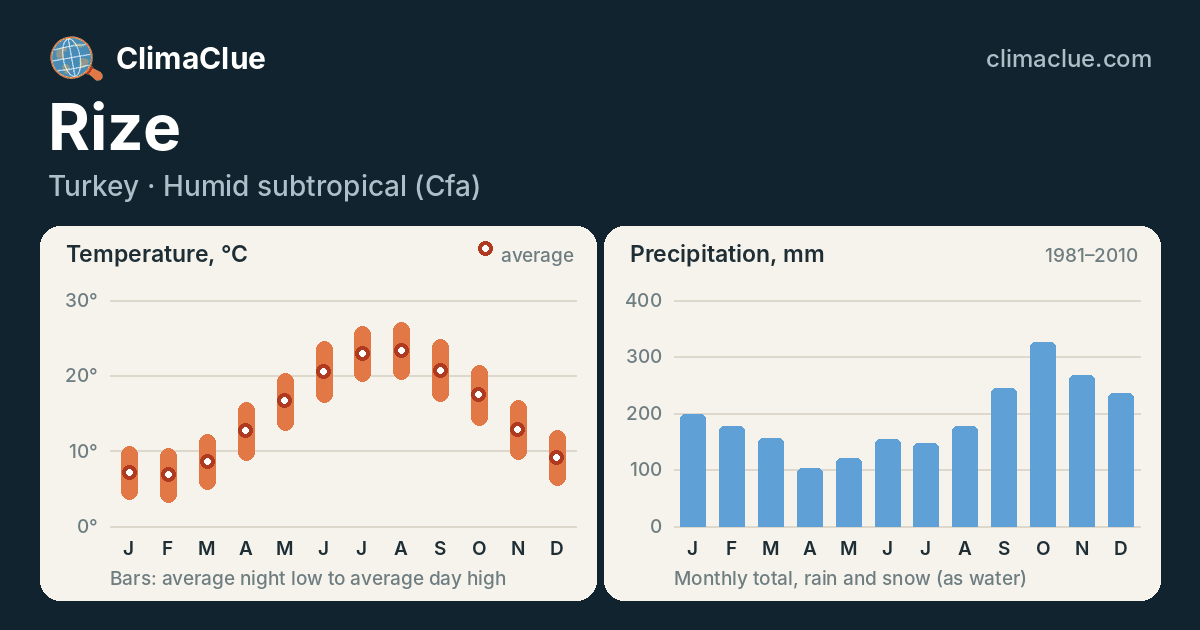 ClimaClue
climaclue.com
Rize
Turkey · Humid subtropical (Cfa)
Temperature, °C
average
30°
20°
10°
0°
J F M A M J J A S O N D
Bars: average night low to average day high
Precipitation, mm
1981–2010
400
300
200
100
0
J F M A M J J A S O N D
Monthly total, rain and snow (as water)